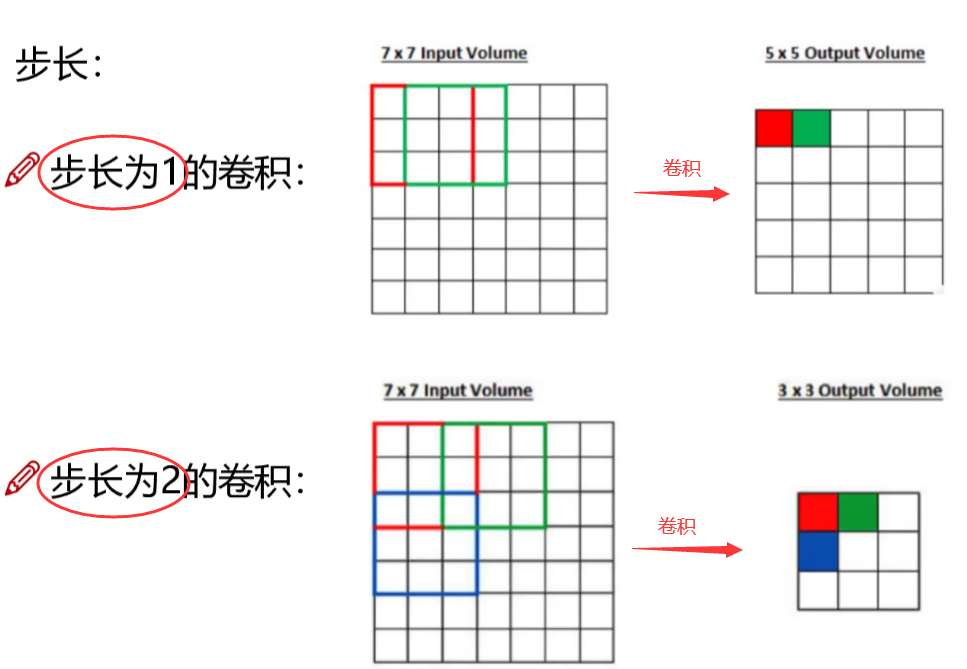 步长：
7 x 7 Input Volume
5 x 5 Output Volume
步长为1的卷积：
卷积
7 x 7 Input Volume
3 x 3 Output Volume
步长为2的卷积：
卷积